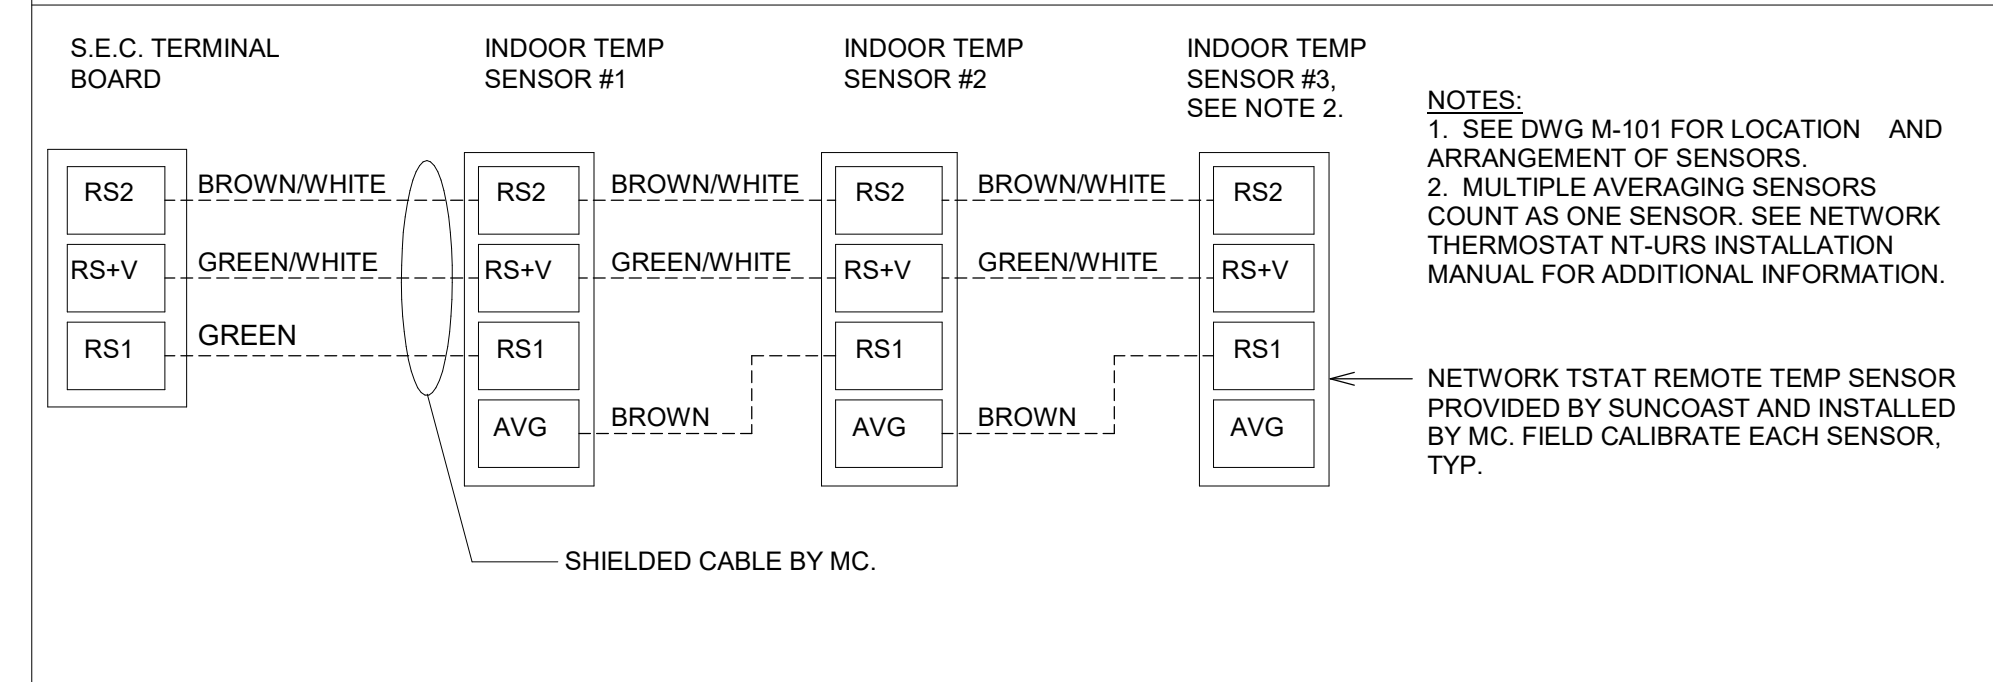 S.E.C. TERMINAL
BOARD
INDOOR TEMP
SENSOR #1
INDOOR TEMP
SENSOR #2
INDOOR TEMP
SENSOR #3,
SEE NOTE 2.
NOTES:
1. SEE DWG M-101 FOR LOCATION AND
ARRANGEMENT OF SENSORS.
2. MULTIPLE AVERAGING SENSORS
COUNT AS ONE SENSOR. SEE NETWORK
THERMOSTAT NT-URS INSTALLATION
MANUAL FOR ADDITIONAL INFORMATION.
RS2
BROWN/WHITE
RS2
BROWN/WHITE
RS2
BROWN/WHITE
RS2
RS+V
GREEN/WHITE
RS+V
GREEN/WHITE
RS+V
GREEN/WHITE
RS+V
RS1
GREEN
RS1
RS1
RS1
AVG
BROWN
AVG
BROWN
AVG
NETWORK TSTAT REMOTE TEMP SENSOR
PROVIDED BY SUNCOAST AND INSTALLED
BY MC. FIELD CALIBRATE EACH SENSOR,
TYP.
SHIELDED CABLE BY MC.